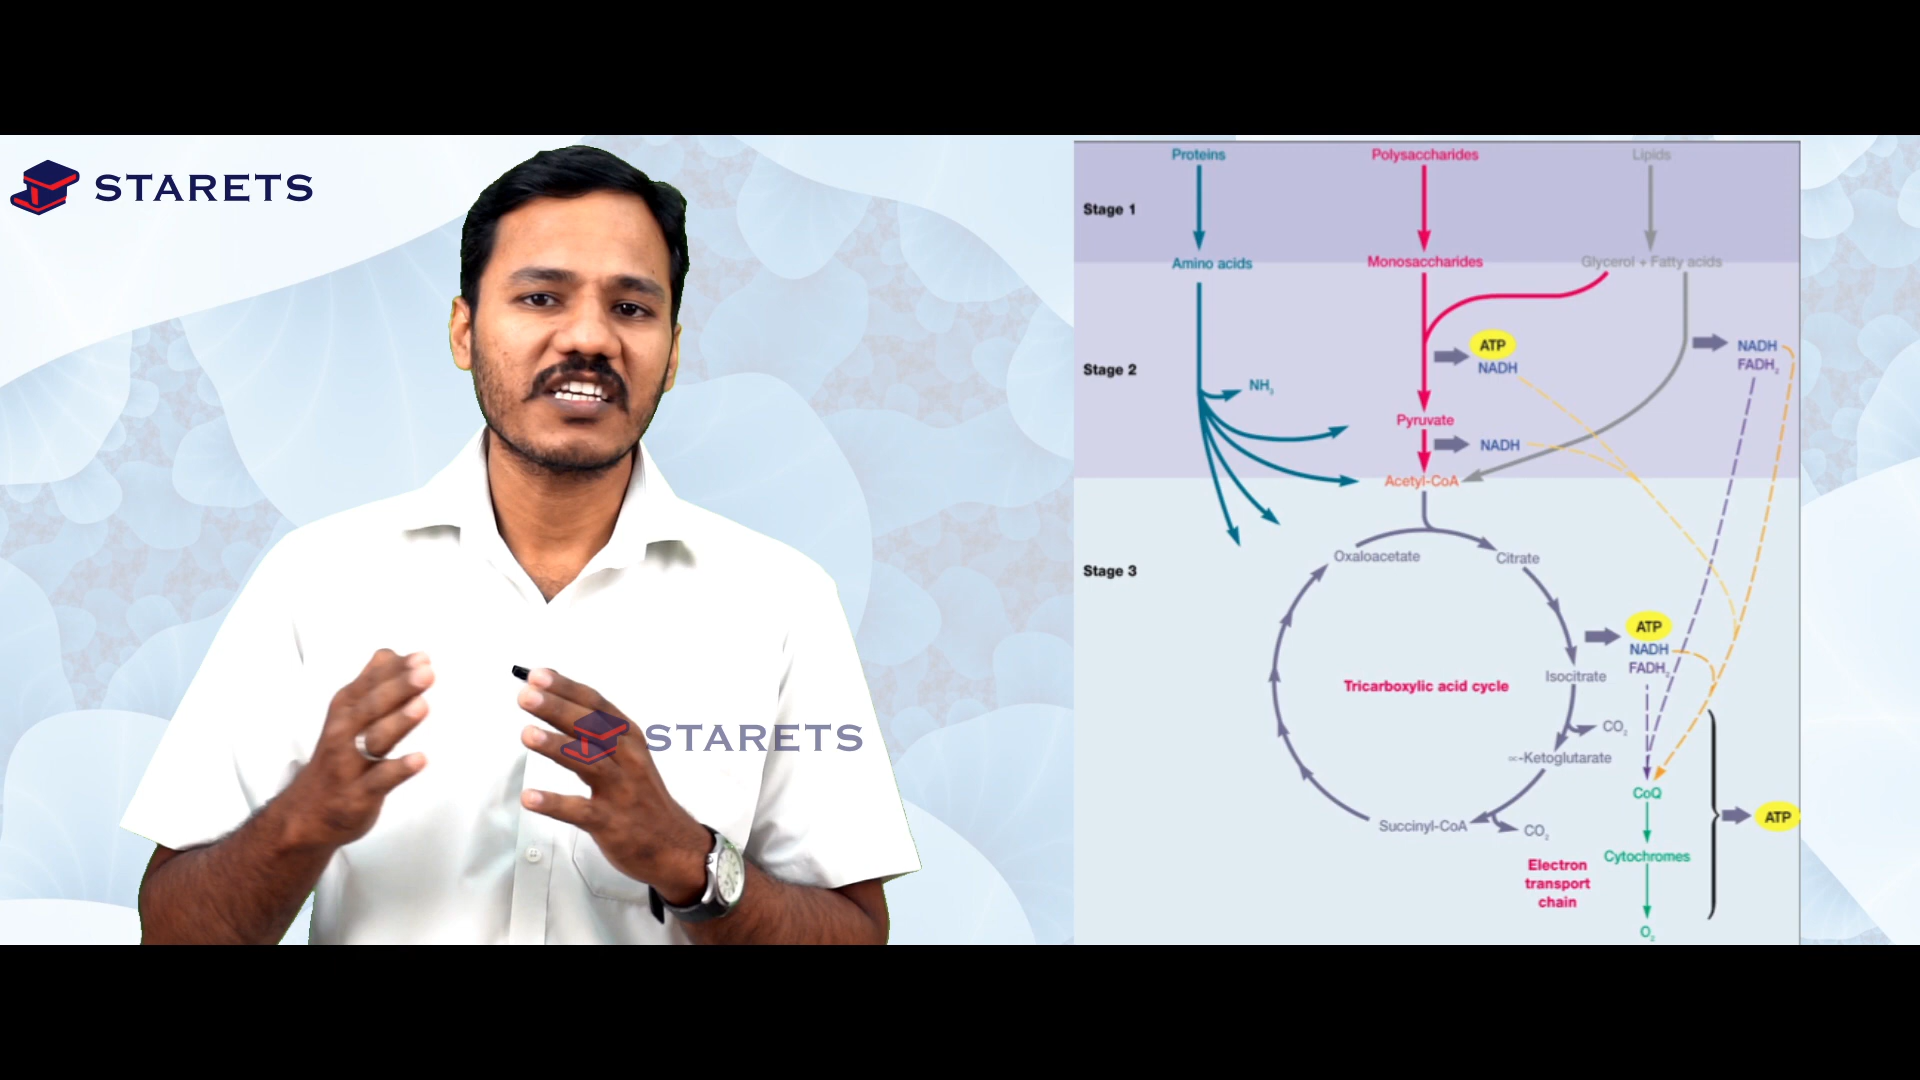 STARETS
Proteins
Polysaccharides
Lipids
Stage 1
Amino acids
Monosaccharides
Glycerol + Fatty acids
Stage 2
ATP
NADH
NADH
FADH₂
NH₃
Pyruvate
NADH
Acetyl-CoA
Stage 3
Oxaloacetate
Citrate
ATP
NADH
FADH₂
Isocitrate
Tricarboxylic acid cycle
CO₂
∝-Ketoglutarate
STARETS
CoQ
ATP
Succinyl-CoA
CO₂
Cytochromes
Electron
transport
chain
O₂